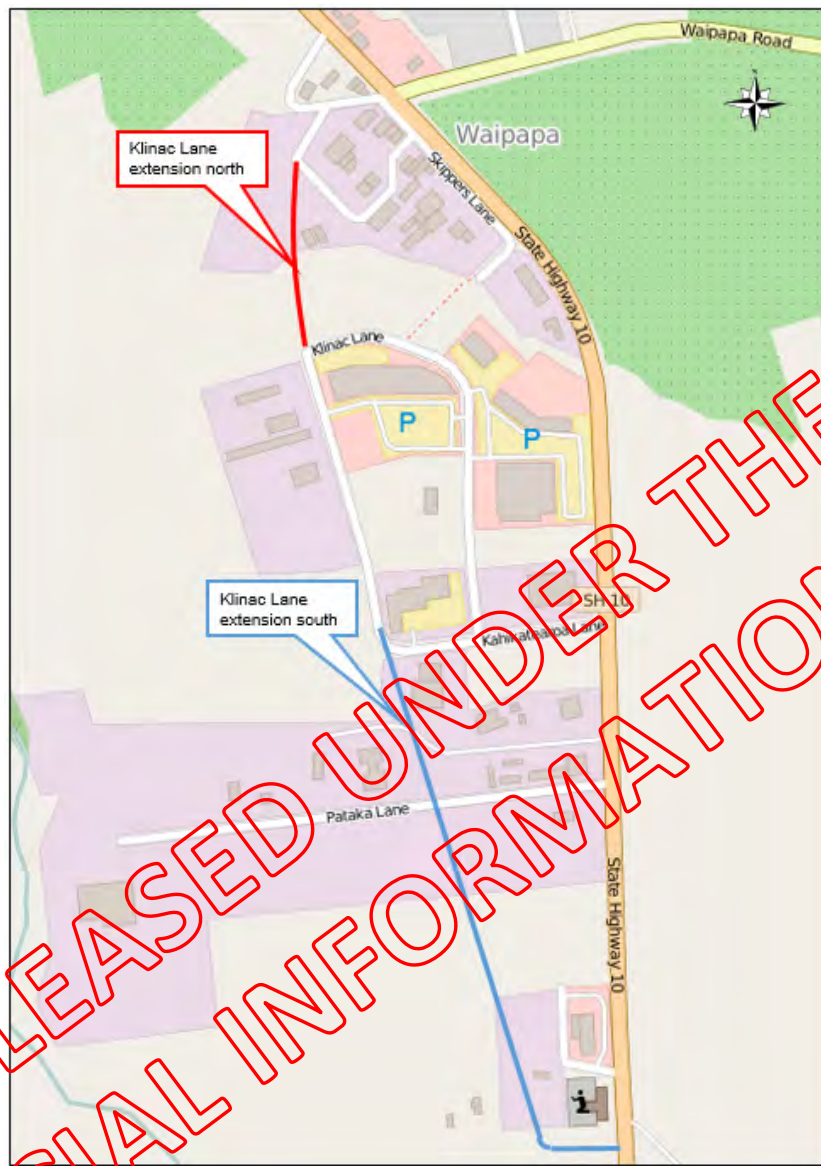 Waipapa Road
Klinac Lane
extension north
Waipapa
Skippers Lane
State Highway 10
Klinac Lane
P
P
Klinac Lane
extension south
SH 10
Kahikatearoa Lane
Pataka Lane
State Highway 10
LEASED UNDER THE
CIAL INFORMATION